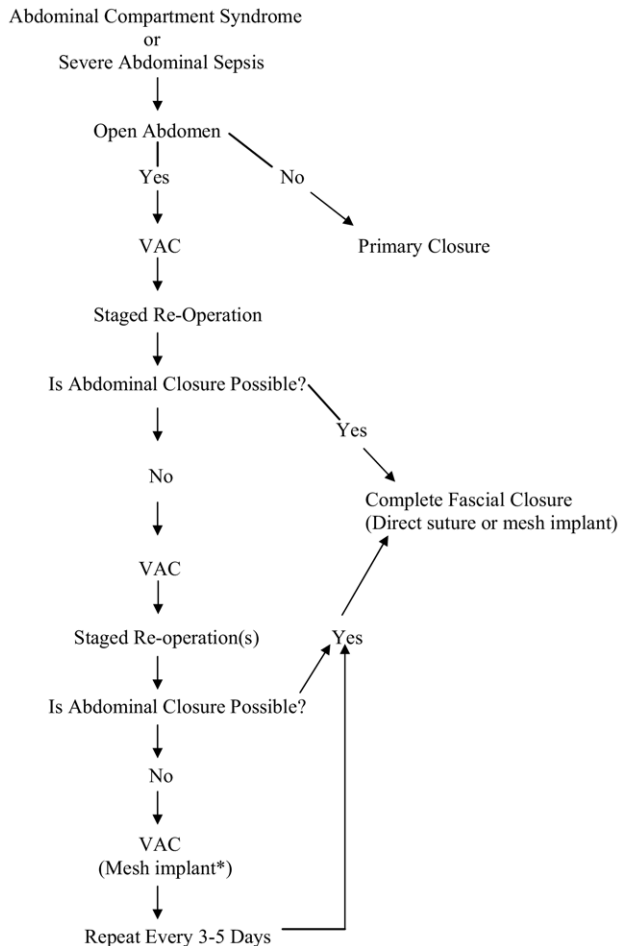 Abdominal Compartment Syndrome
or
Severe Abdominal Sepsis
Open Abdomen
Yes
No
VAC
Primary Closure
Staged Re-Operation
Is Abdominal Closure Possible?
Yes
No
Complete Fascial Closure
(Direct suture or mesh implant)
VAC
Staged Re-operation(s)
Yes
Is Abdominal Closure Possible?
No
VAC
(Mesh implant*)
Repeat Every 3-5 Days